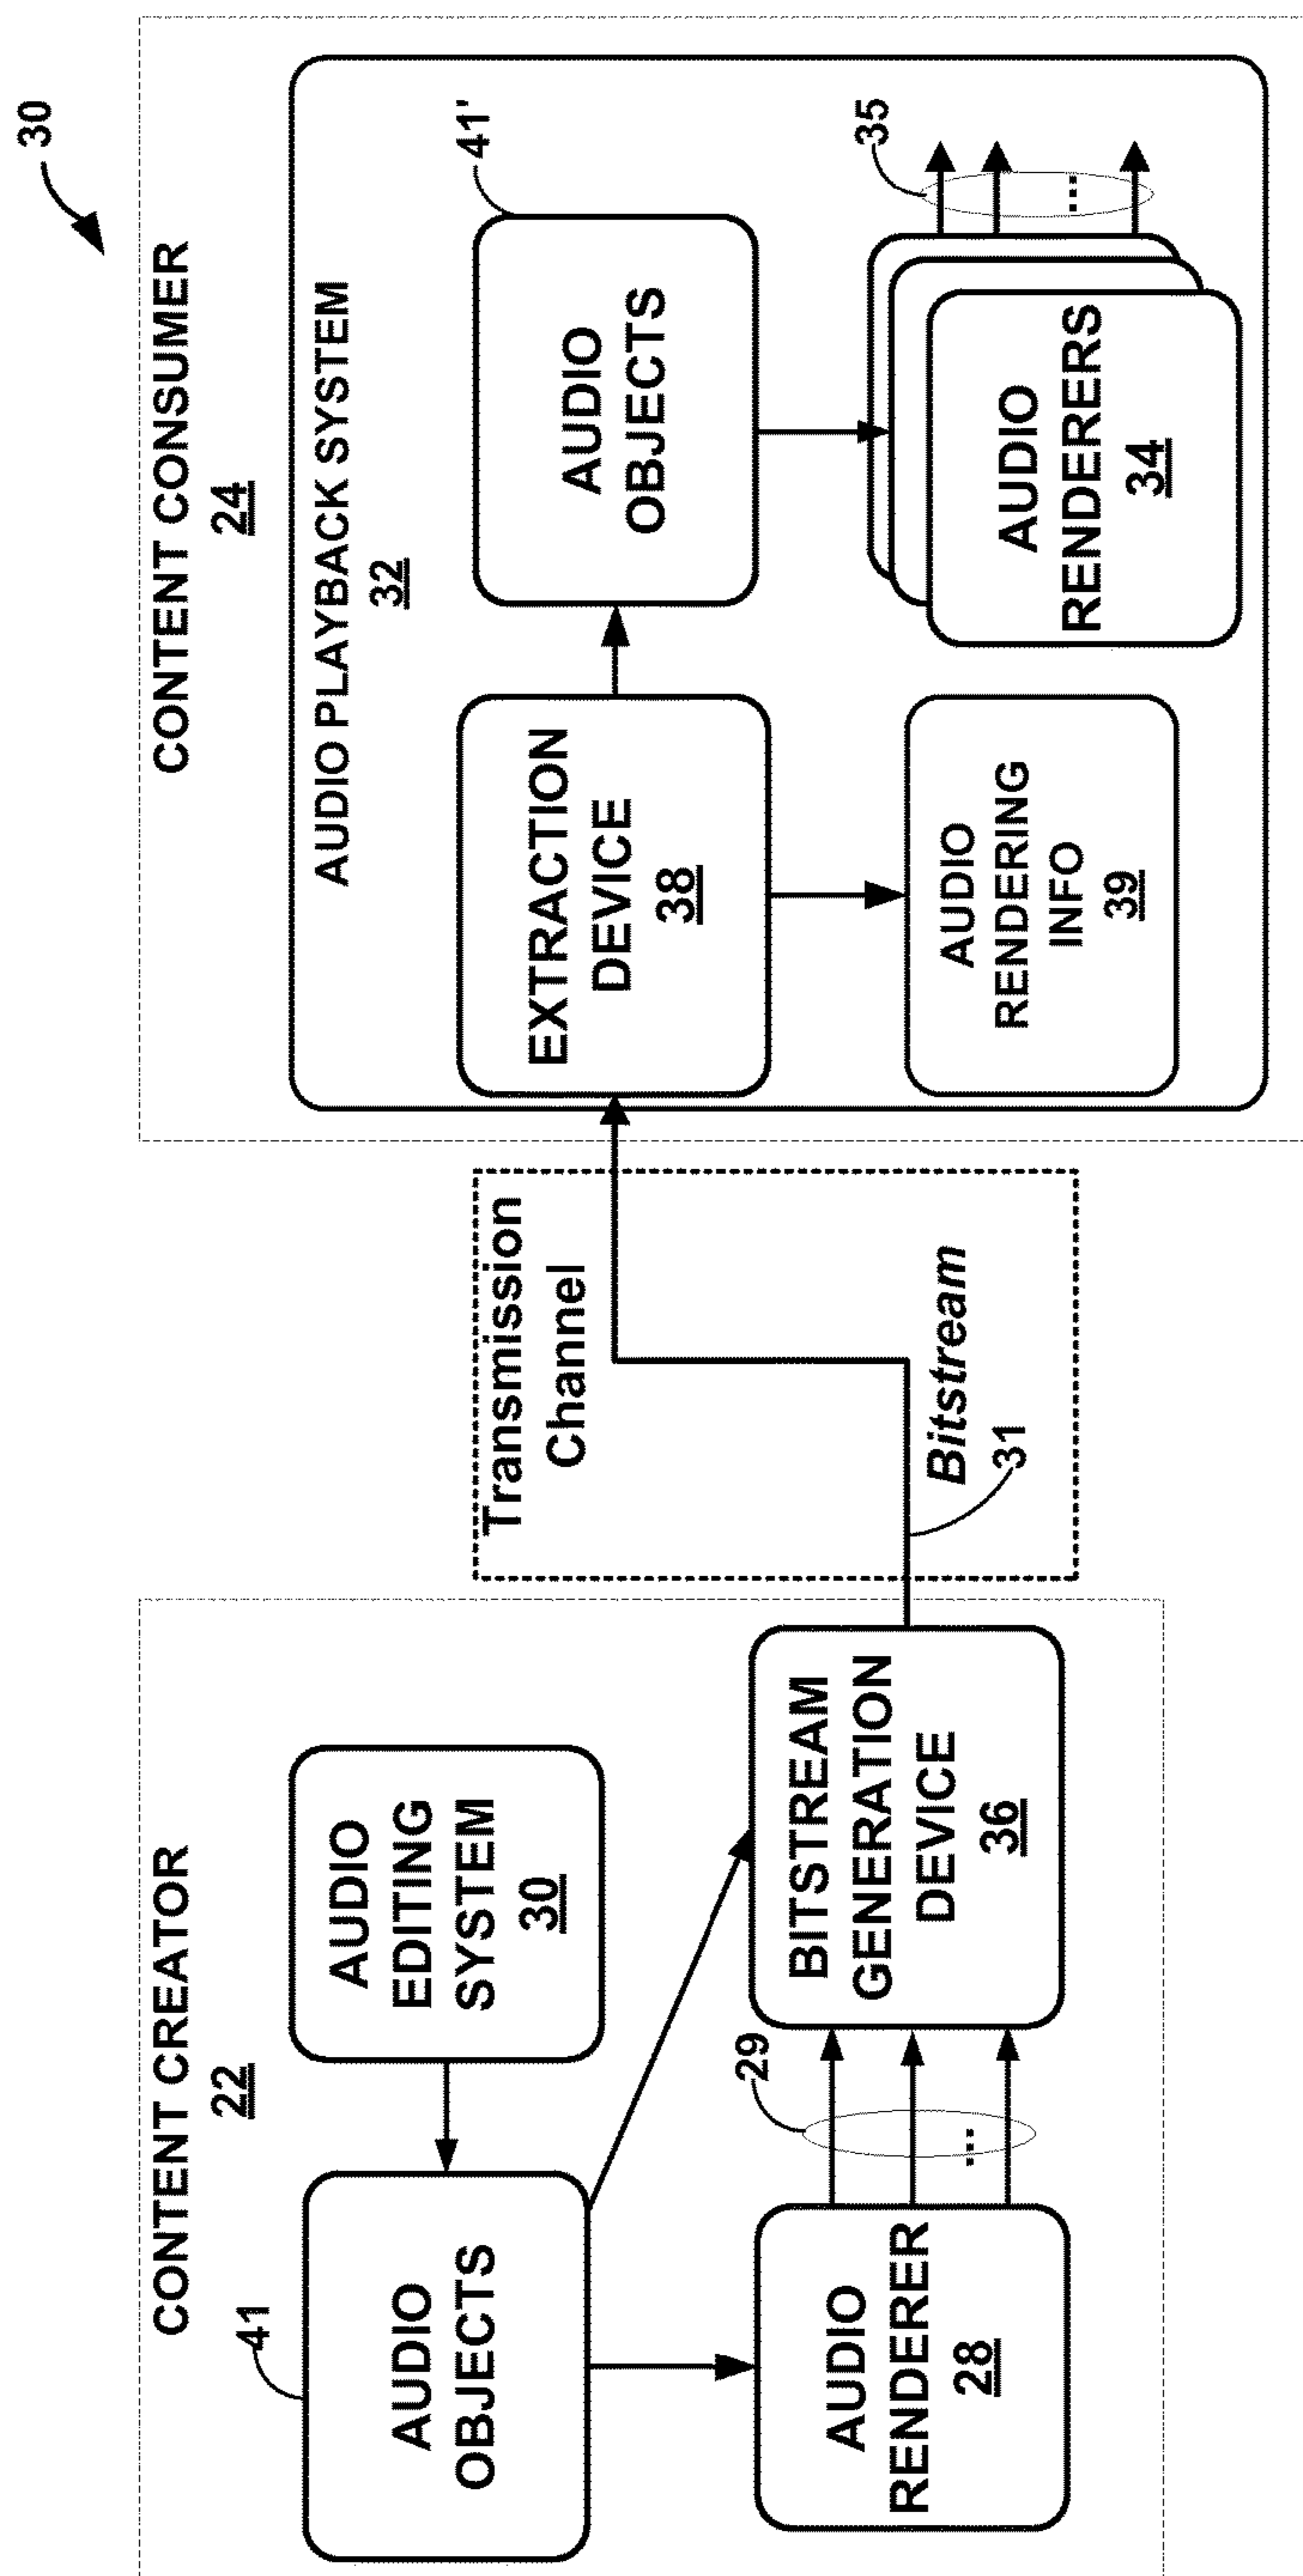 30
CONTENT CREATOR
22
41
AUDIO
OBJECTS
AUDIO
EDITING
SYSTEM
30
AUDIO
RENDERER
28
29
...
BITSTREAM
GENERATION
DEVICE
36
Transmission
Channel
Bitstream
31
CONTENT CONSUMER
24
AUDIO PLAYBACK SYSTEM
32
EXTRACTION
DEVICE
38
AUDIO
OBJECTS
41'
AUDIO
RENDERING
INFO
39
AUDIO
RENDERERS
34
35
...